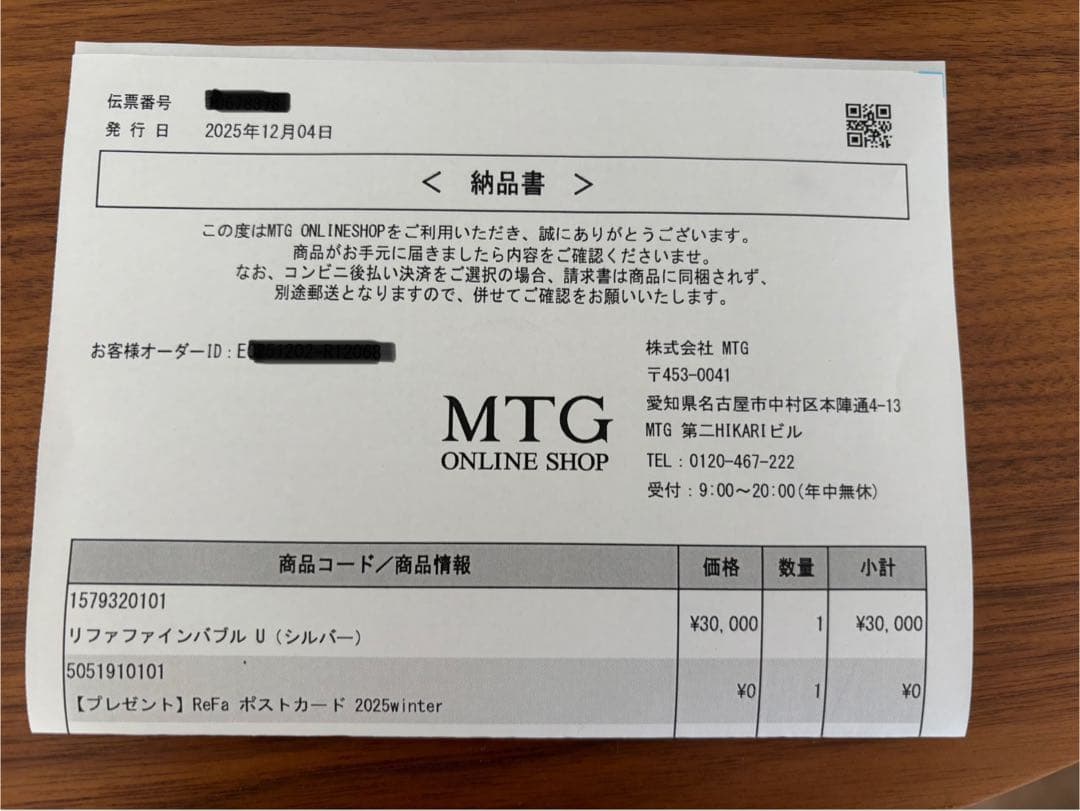 伝票番号
発行日 2025年12月04日
< 納品書 >
この度はMTG ONLINESHOPをご利用いただき、誠にありがとうございます。
商品がお手元に届きましたら内容をご確認くださいませ。
なお、コンビニ後払い決済をご選択の場合、請求書は商品に同梱されず、
別途郵送となりますので、併せてご確認をお願いいたします。
お客様オーダーID:E
株式会社 MTG
〒453-0041
愛知県名古屋市中村区本陣通4-13
MTG 第二HIKARIビル
TEL:0120-467-222
受付:9:00～20:00(年中無休)
MTG
ONLINE SHOP
商品コード/商品情報 価格 数量 小計
1579320101
リファファインバブル U(シルバー) ¥30,000 1 ¥30,000
5051910101
【プレゼント】ReFa ポストカード 2025winter ¥0 1 ¥0